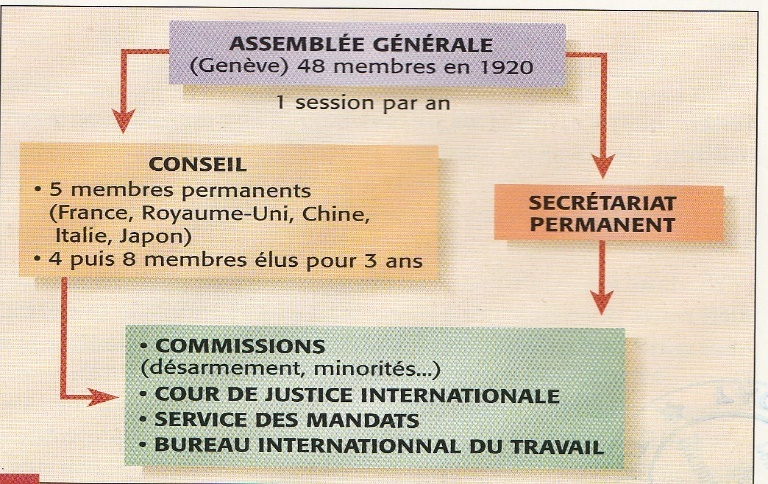 ASSEMBLÉE GÉNÉRALE
(Genève) 48 membres en 1920
1 session par an
CONSEIL
• 5 membres permanents
(France, Royaume-Uni, Chine,
Italie, Japon)
• 4 puis 8 membres élus pour 3 ans
SECRÉTARIAT
PERMANENT
• COMMISSIONS
(désarmement, minorités...)
• COUR DE JUSTICE INTERNATIONALE
• SERVICE DES MANDATS
• BUREAU INTERNATIONNAL DU TRAVAIL